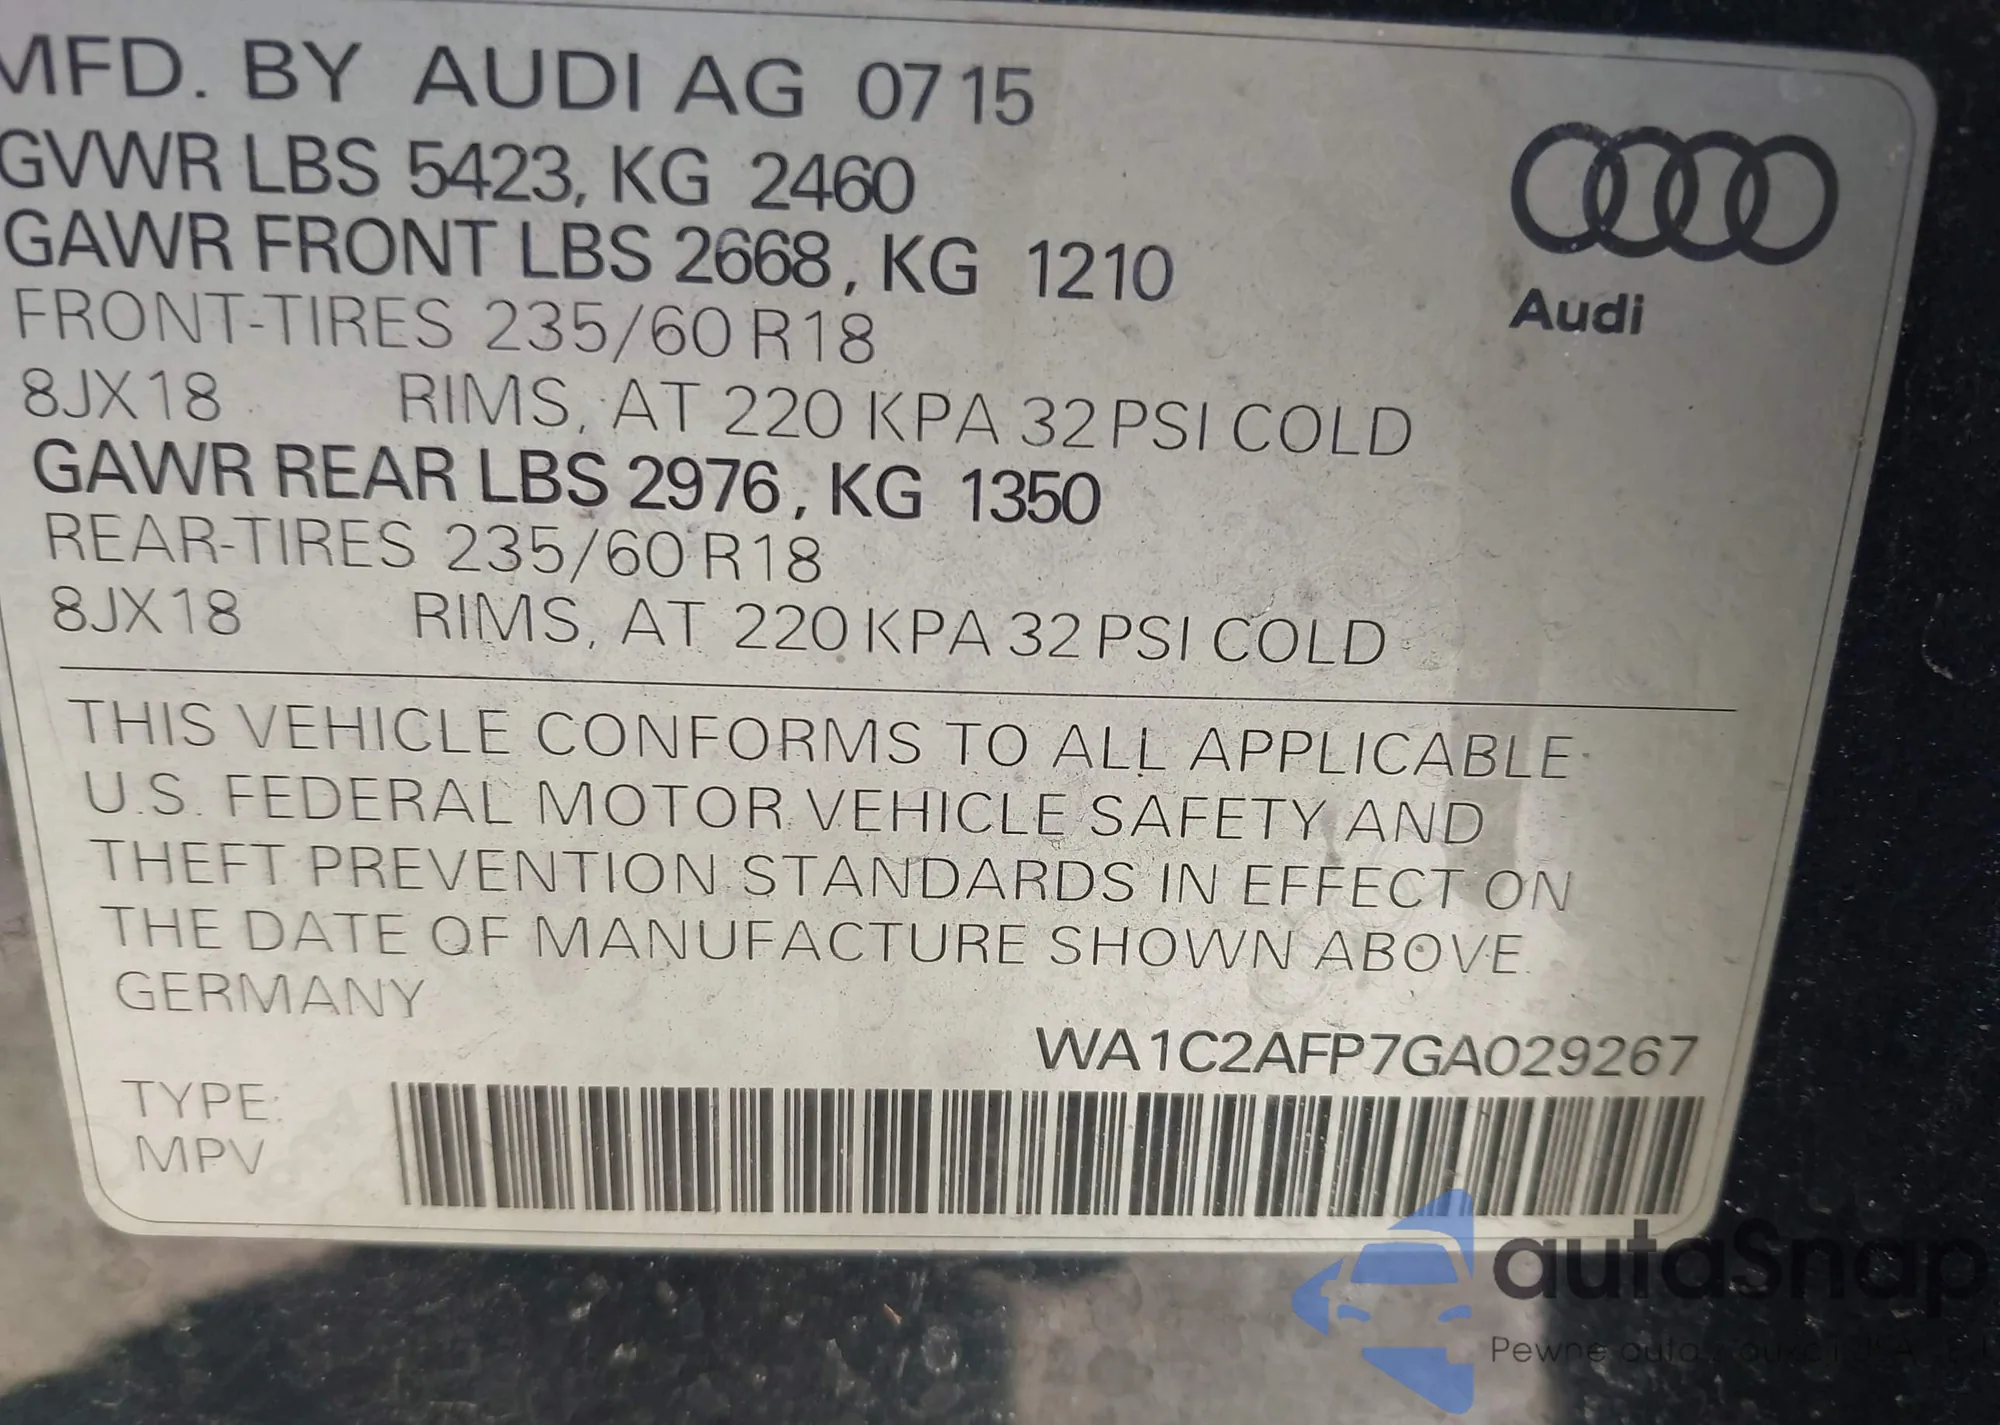 MFD. BY AUDI AG 07 15
GVWR LBS 5423, KG 2460
GAWR FRONT LBS 2668, KG 1210
FRONT-TIRES 235/60 R18
8JX18 RIMS, AT 220 KPA 32 PSI COLD
GAWR REAR LBS 2976, KG 1350
REAR-TIRES 235/60 R18
8JX18 RIMS, AT 220 KPA 32 PSI COLD
Audi
THIS VEHICLE CONFORMS TO ALL APPLICABLE
U.S. FEDERAL MOTOR VEHICLE SAFETY AND
THEFT PREVENTION STANDARDS IN EFFECT ON
THE DATE OF MANUFACTURE SHOWN ABOVE.
GERMANY
WA1C2AFP7GA029267
TYPE:
MPV
autaSnap
Pewne auta